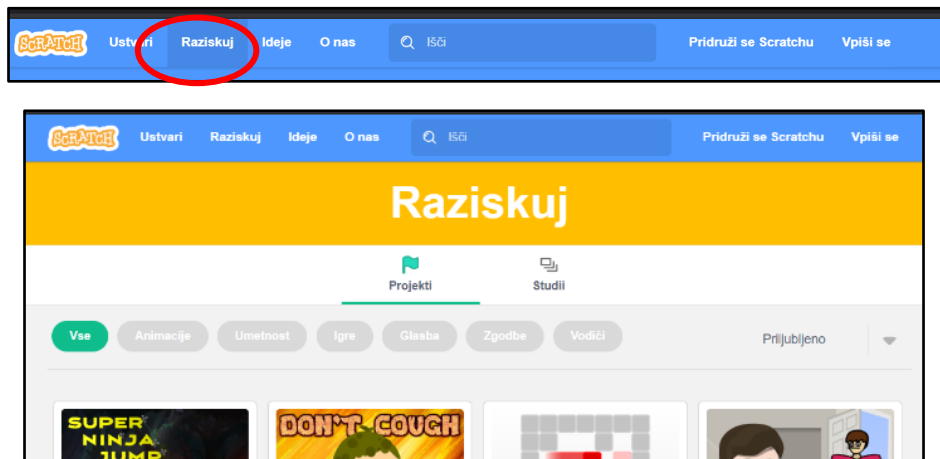 SCRATCH Ustvari Raziskuj Ideje O nas Išči Pridruži se Scratchu Vpiši se
SCRATCH Ustvari Raziskuj Ideje O nas Išči Pridruži se Scratchu Vpiši se
Raziskuj
Projekti Studii
Vse Animacije Umetnost Igre Glasba Zgodbe Vodiči Priljubljeno
SUPER DON'T COUGH
NINJA
JUMP